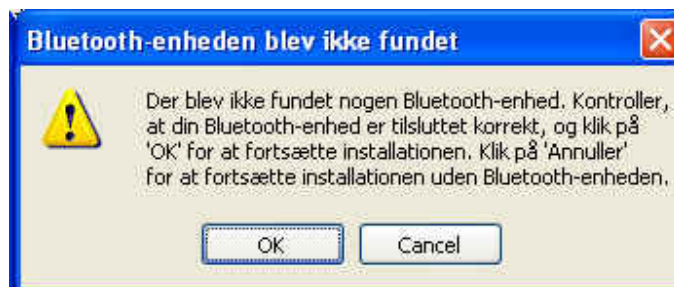 Bluetooth-enheden blev ikke fundet
Der blev ikke fundet nogen Bluetooth-enhed. Kontroller,
at din Bluetooth-enhed er tilsluttet korrekt, og klik på
'OK' for at fortsætte installationen. Klik på 'Annuller'
for at fortsætte installationen uden Bluetooth-enheden.
OK
Cancel